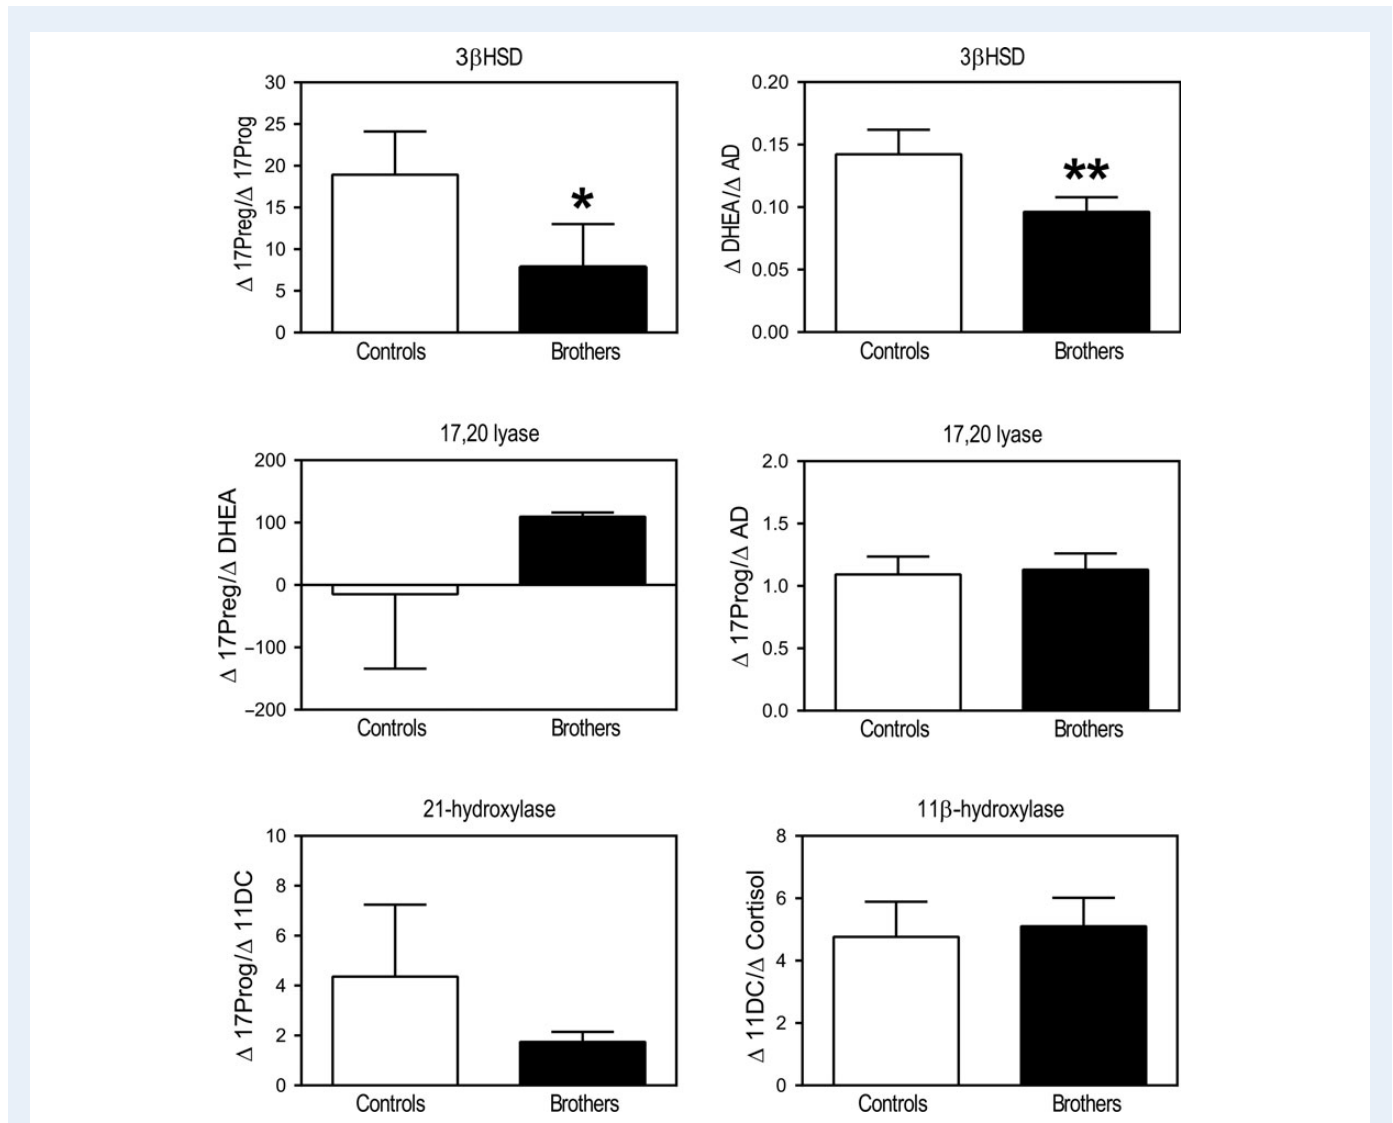 3βHSD
Δ 17Preg/Δ 17Prog
30
25
20
15
10
5
0
*
Controls Brothers
3βHSD
Δ DHEA/Δ AD
0.20
0.15
0.10
0.05
0.00
**
Controls Brothers
17,20 lyase
Δ 17Preg/Δ DHEA
200
100
0
−100
−200
Controls Brothers
17,20 lyase
Δ 17Prog/Δ AD
2.0
1.5
1.0
0.5
0.0
Controls Brothers
21-hydroxylase
Δ 17Prog/Δ 11DC
10
8
6
4
2
0
Controls Brothers
11β-hydroxylase
Δ 11DC/Δ Cortisol
8
6
4
2
0
Controls Brothers